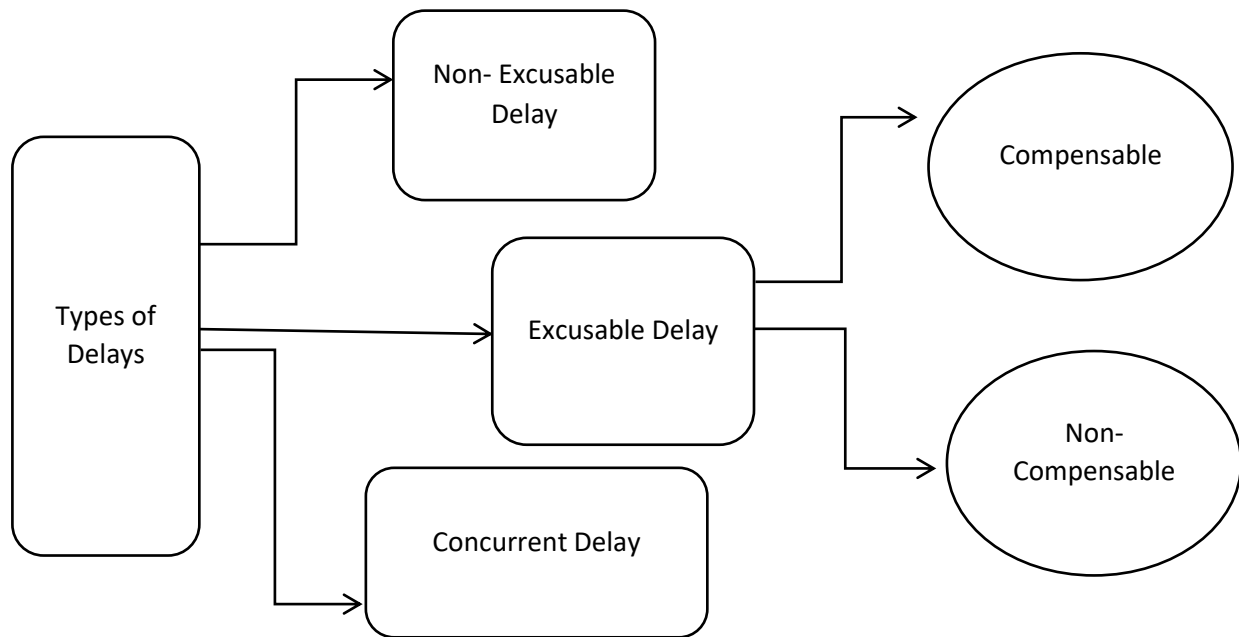 Types of
Delays
Non- Excusable
Delay
Excusable Delay
Concurrent Delay
Compensable
Non-
Compensable